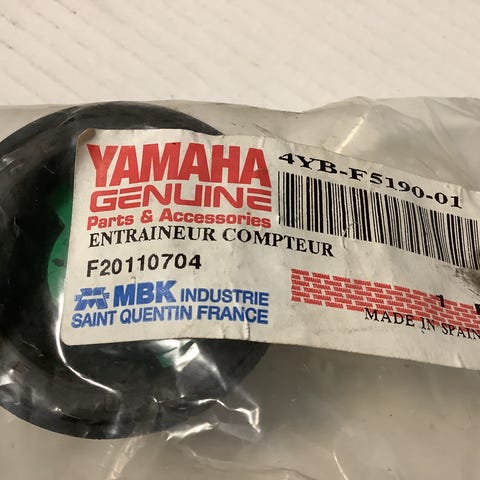 YAMAHA
GENUINE
Parts & Accessories
4YB-F5190-01
ENTRAINEUR COMPTEUR
F20110704
MBK INDUSTRIE
SAINT QUENTIN FRANCE
1
MADE IN SPAIN